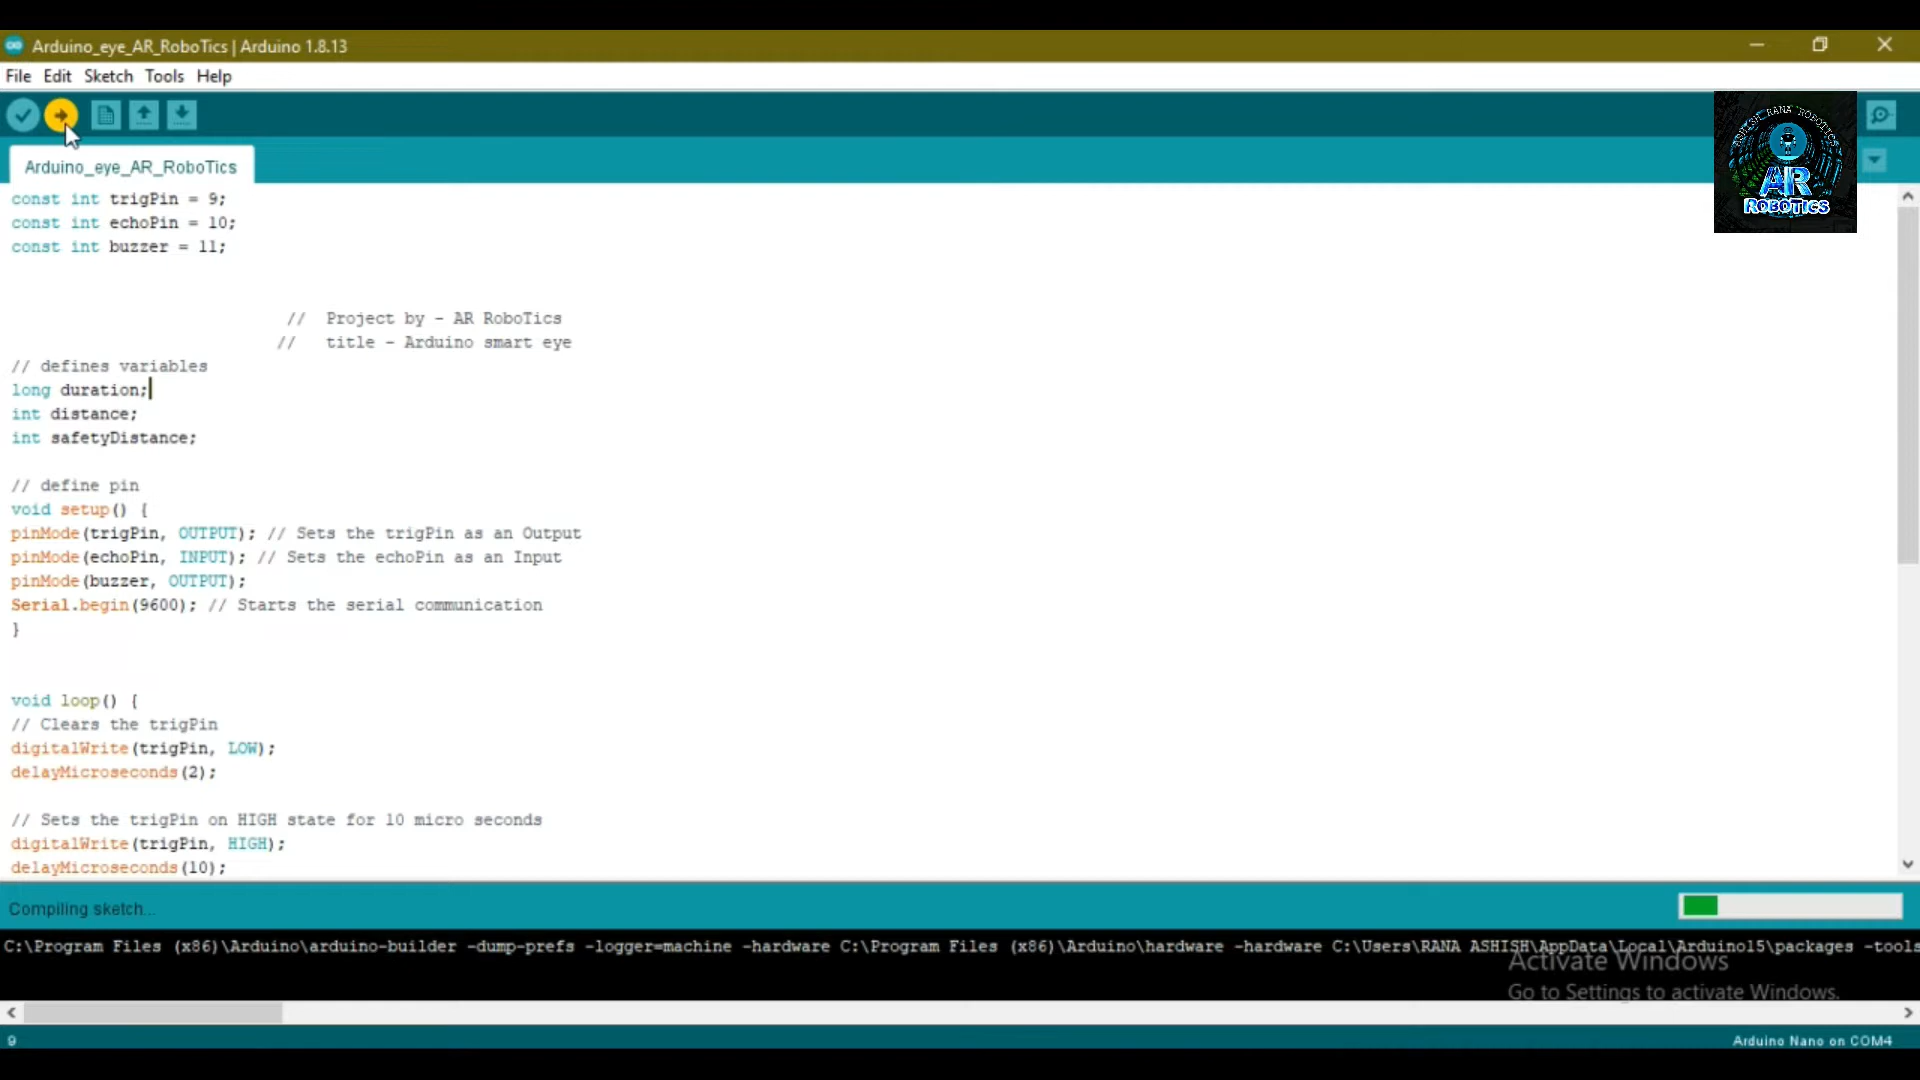 Arduino_eye_AR_RoboTics | Arduino 1.8.13
File Edit Sketch Tools Help
ASHISH RANA ROBOTICS
AR
ROBOTICS
Arduino_eye_AR_RoboTics
const int trigPin = 9;
const int echoPin = 10;
const int buzzer = 11;
// Project by - AR RoboTics
// title - Arduino smart eye
// defines variables
long duration;
int distance;
int safetyDistance;
// define pin
void setup() {
pinMode(trigPin, OUTPUT); // Sets the trigPin as an Output
pinMode(echoPin, INPUT); // Sets the echoPin as an Input
pinMode(buzzer, OUTPUT);
Serial.begin(9600); // Starts the serial communication
}
void loop() {
// Clears the trigPin
digitalWrite(trigPin, LOW);
delayMicroseconds(2);
// Sets the trigPin on HIGH state for 10 micro seconds
digitalWrite(trigPin, HIGH);
delayMicroseconds(10);
Compiling sketch...
C:\Program Files (x86)\Arduino\arduino-builder -dump-prefs -logger=machine -hardware C:\Program Files (x86)\Arduino\hardware -hardware C:\Users\RANA ASHISH\AppData\Local\Arduino15\packages -tools
Activate Windows
Go to Settings to activate Windows.
9
Arduino Nano on COM4